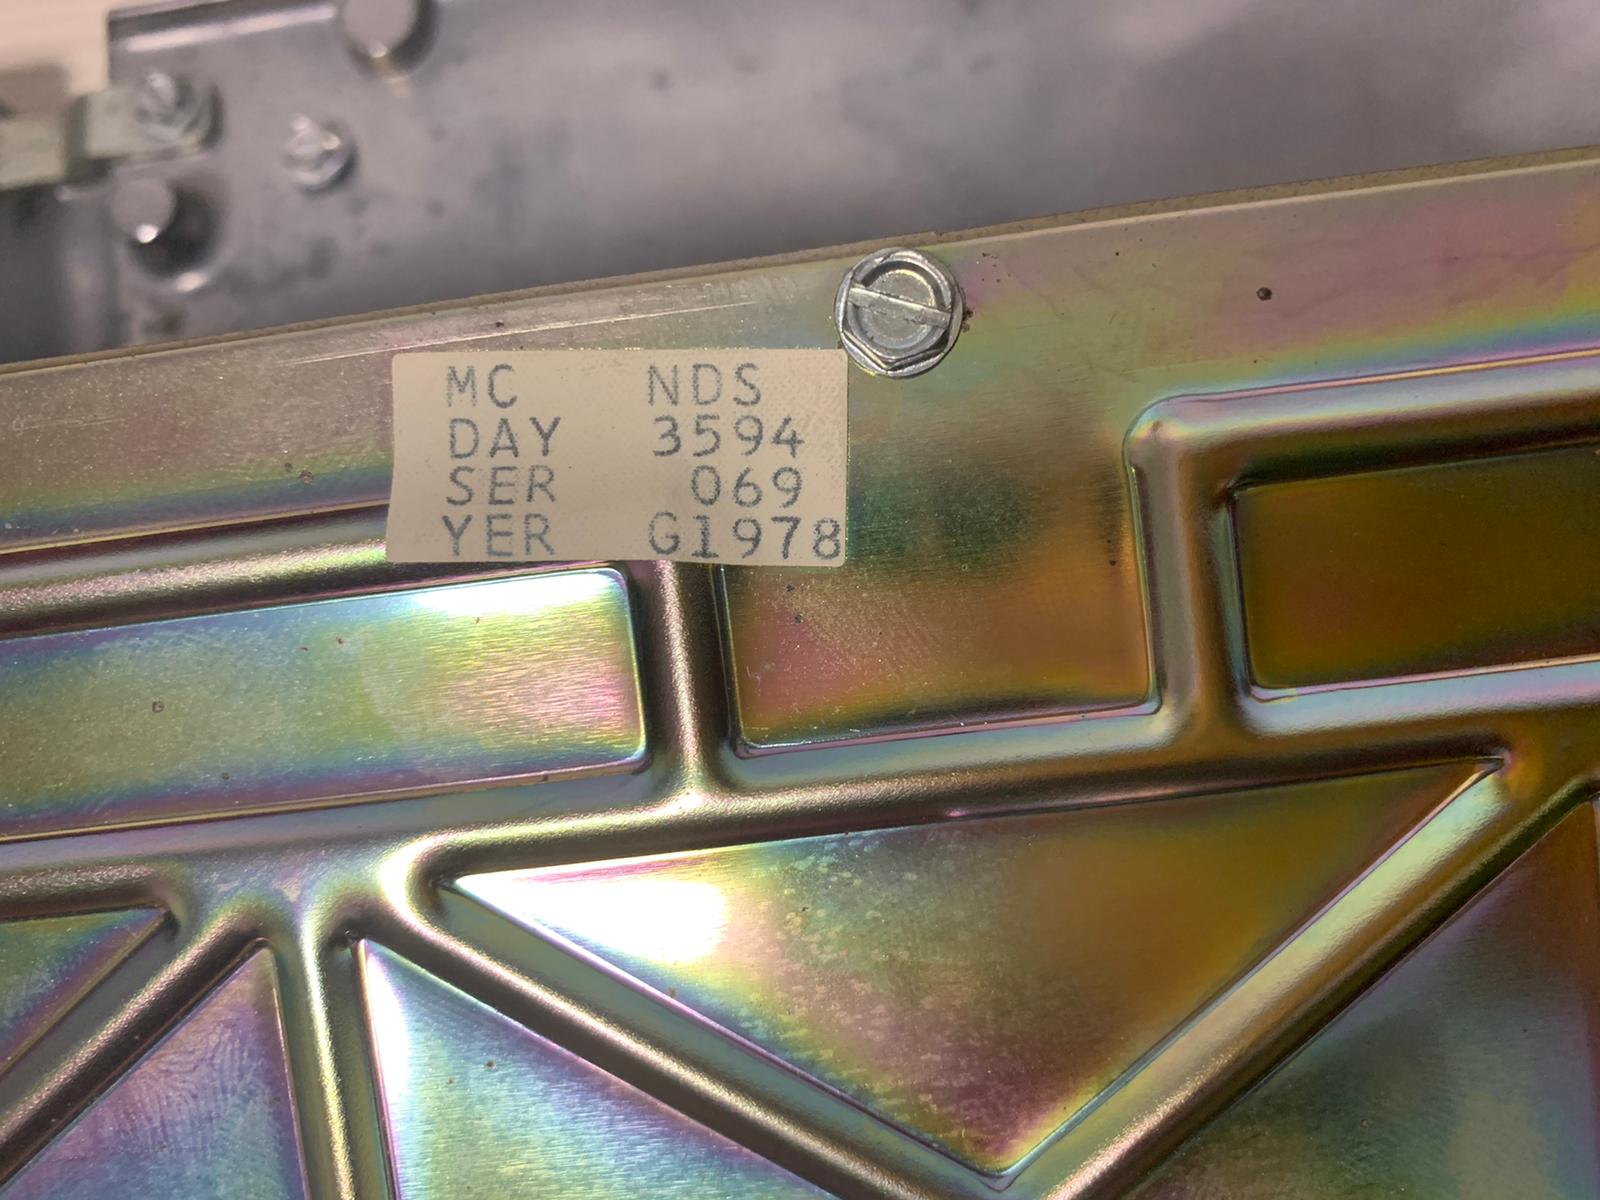 MC NDS
DAY 3594
SER 069
YER G1978